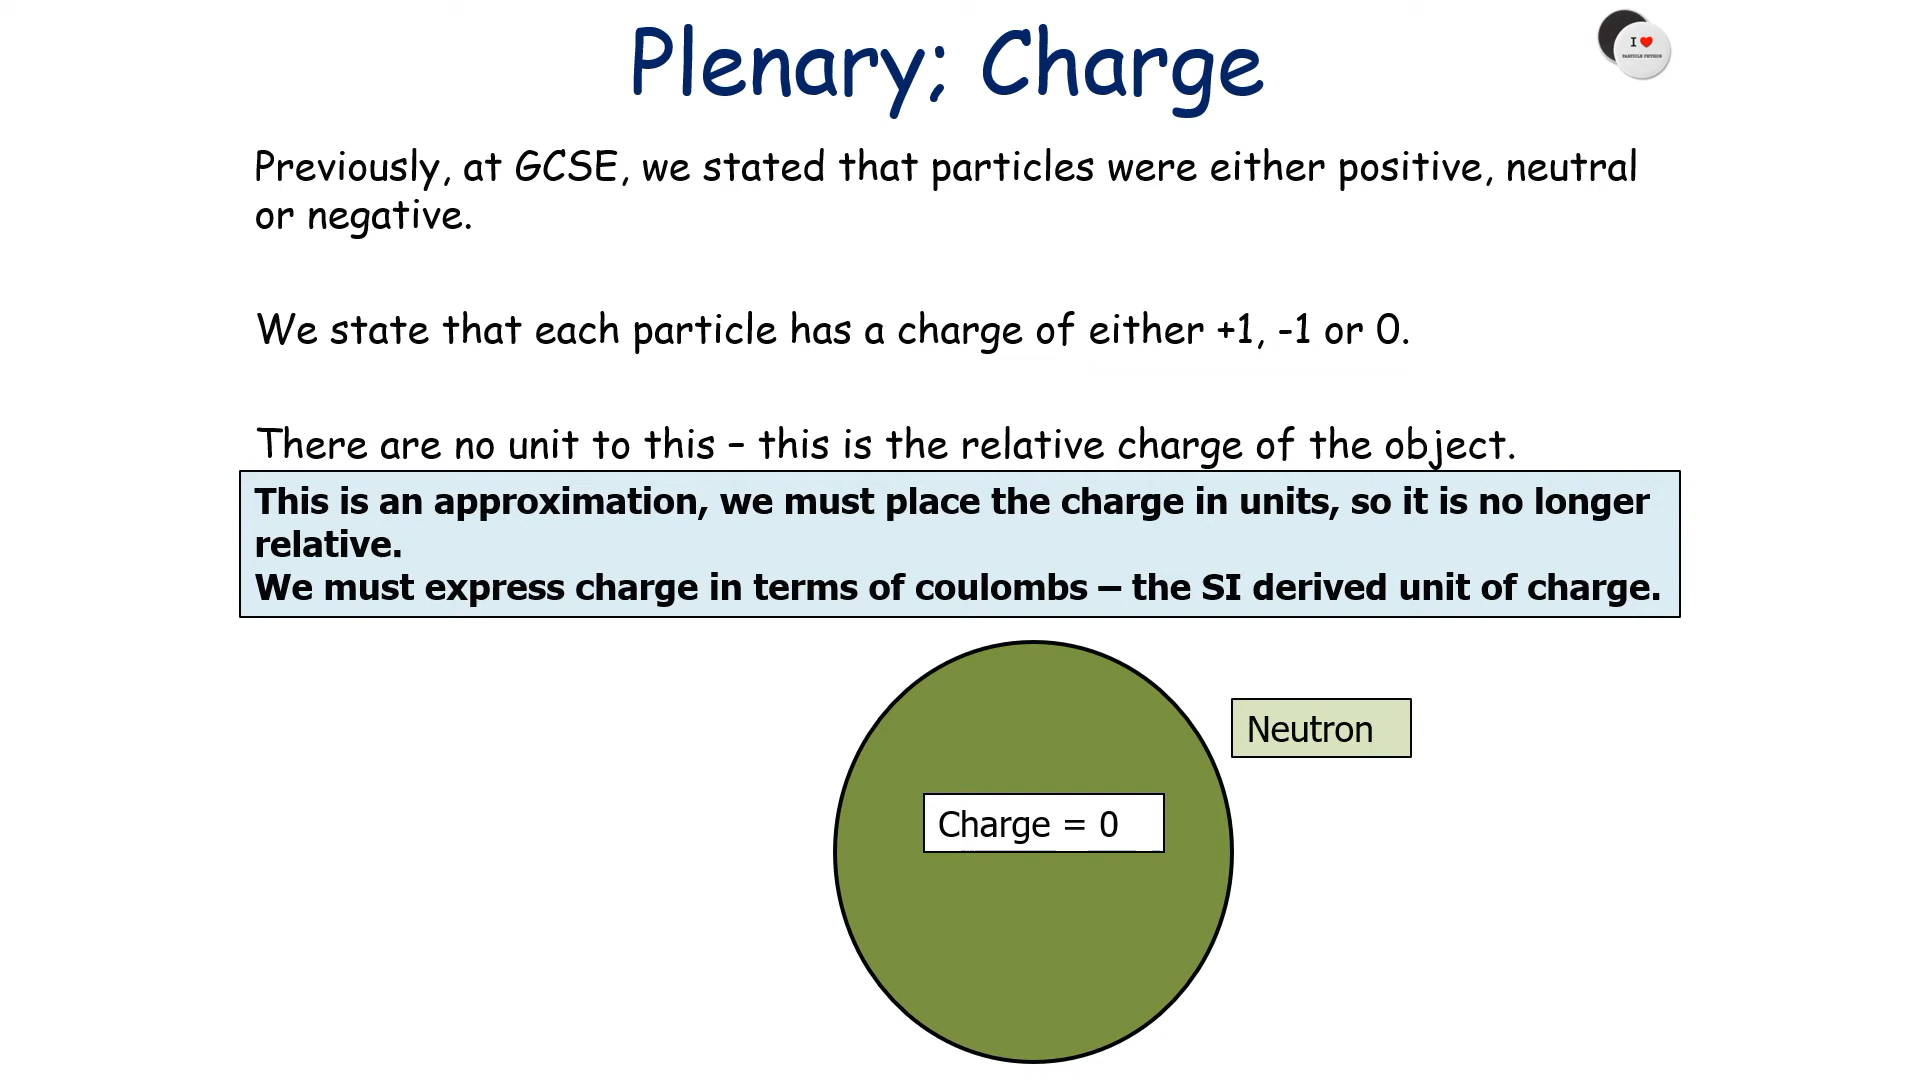 Plenary; Charge
I ❤
PARTICLE PHYSICS
Previously, at GCSE, we stated that particles were either positive, neutral
or negative.
We state that each particle has a charge of either +1, -1 or 0.
There are no unit to this – this is the relative charge of the object.
This is an approximation, we must place the charge in units, so it is no longer
relative.
We must express charge in terms of coulombs – the SI derived unit of charge.
Neutron
Charge = 0